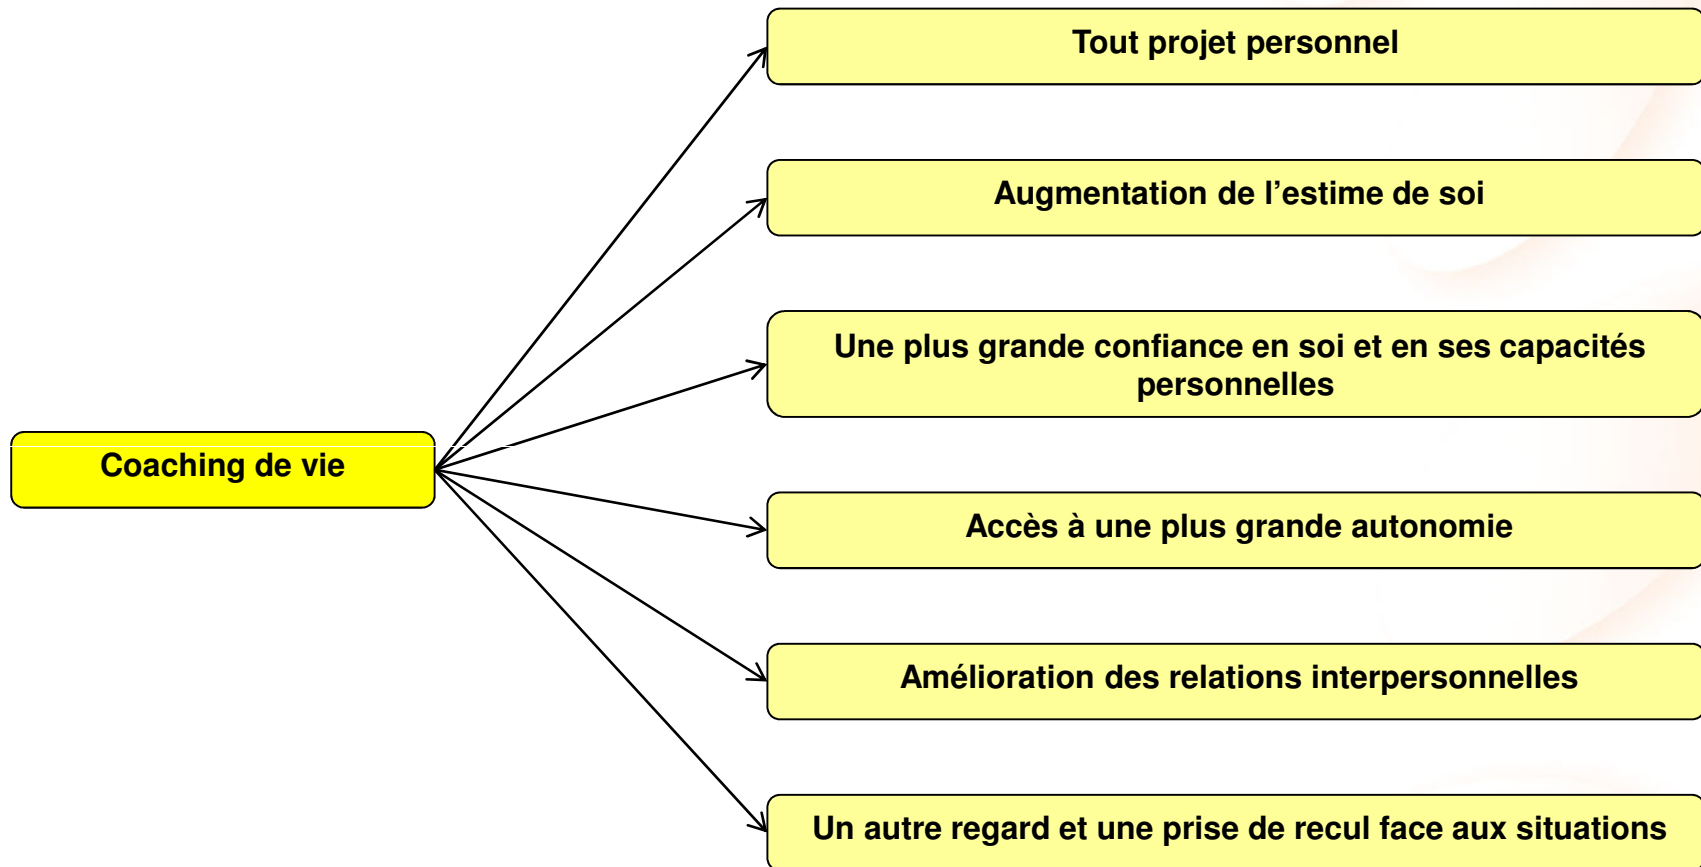 Tout projet personnel
Augmentation de l’estime de soi
Une plus grande confiance en soi et en ses capacités
personnelles
Coaching de vie
Accès à une plus grande autonomie
Amélioration des relations interpersonnelles
Un autre regard et une prise de recul face aux situations